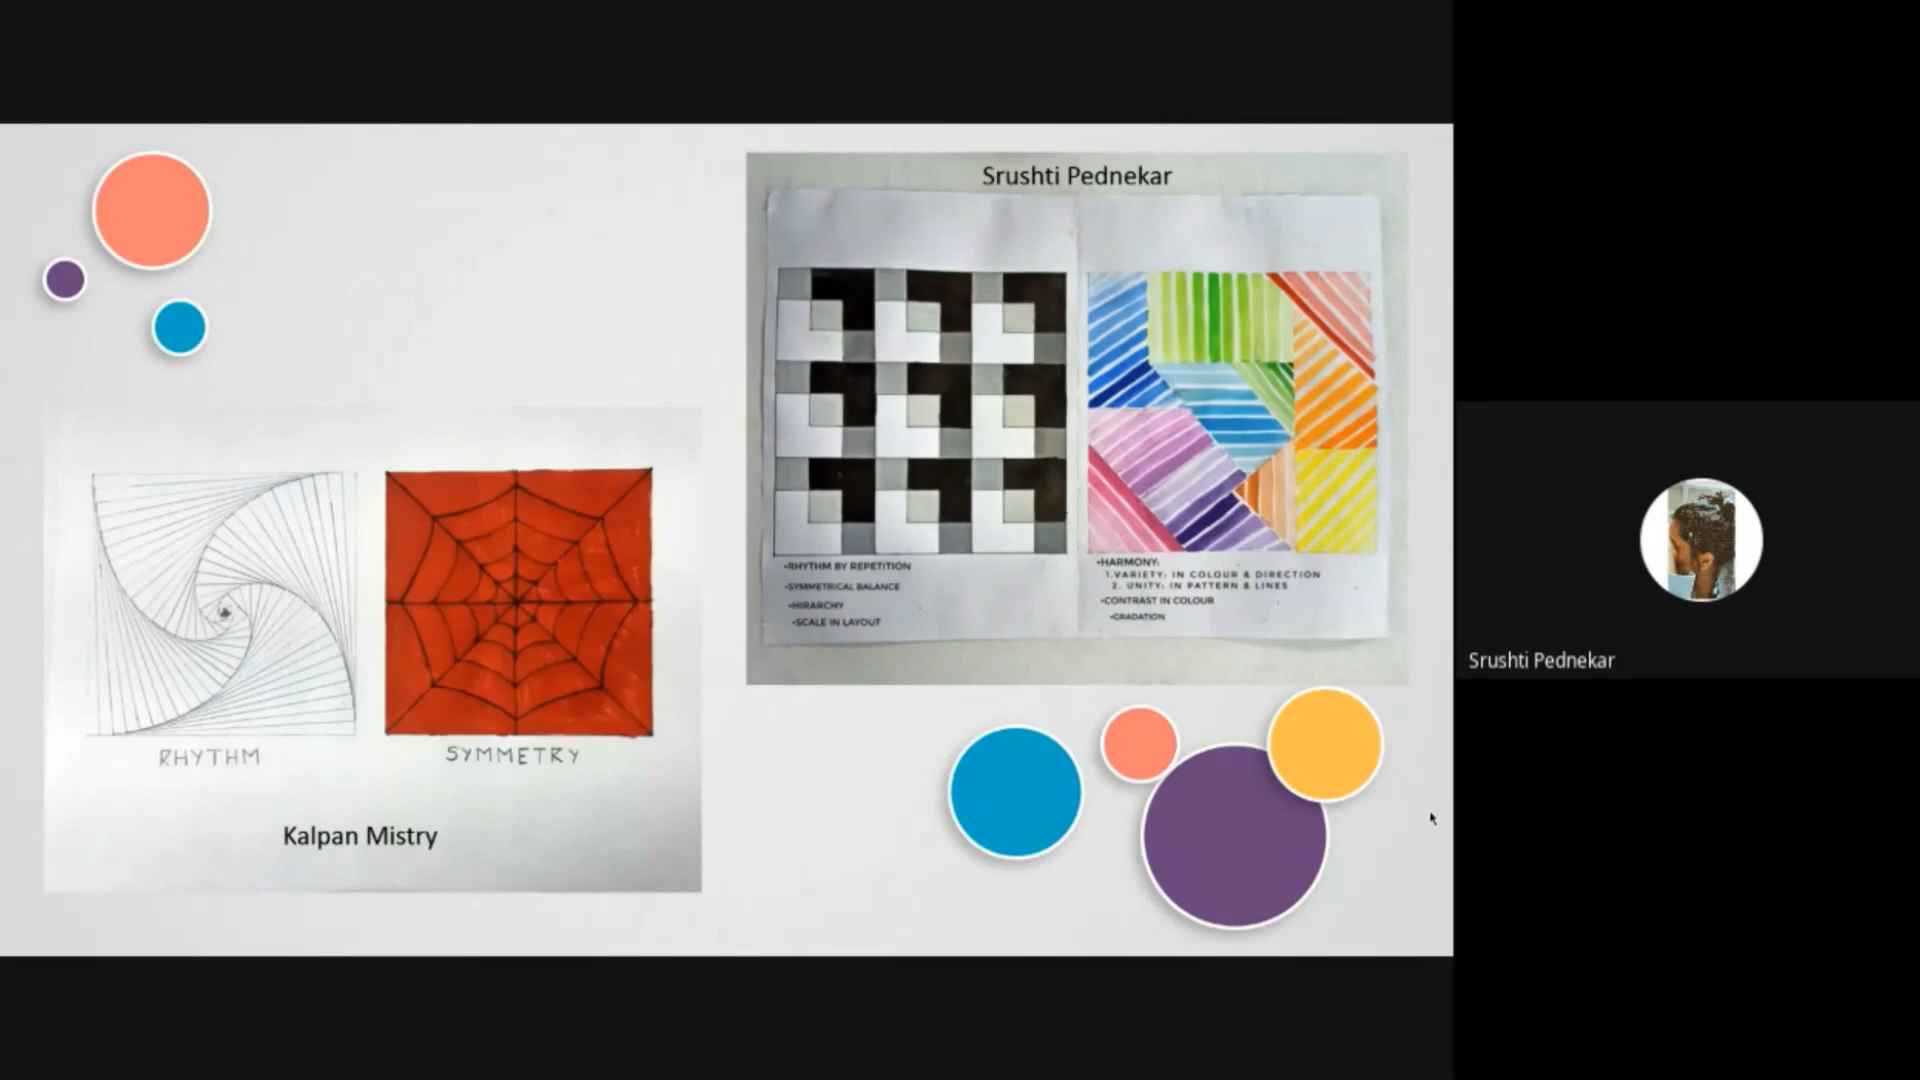 Srushti Pednekar
•RHYTHM BY REPETITION
•SYMMETRICAL BALANCE
•HIRARCHY
•SCALE IN LAYOUT
•HARMONY:
1.VARIETY: IN COLOUR & DIRECTION
2. UNITY: IN PATTERN & LINES
•CONTRAST IN COLOUR
•GRADATION
RHYTHM
SYMMETRY
Kalpan Mistry
Srushti Pednekar